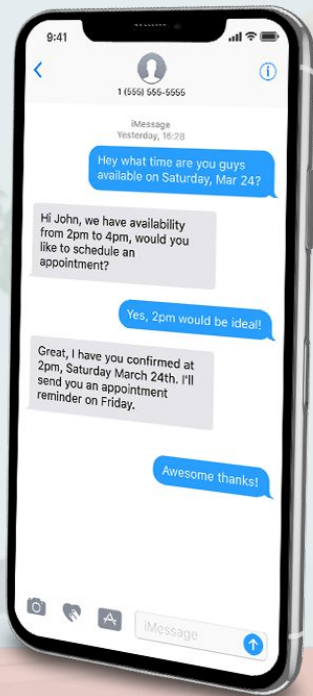 9:41
1 (555) 555-5555
iMessage
Yesterday, 16:28
Hey what time are you guys
available on Saturday, Mar 24?
Hi John, we have availability
from 2pm to 4pm, would you
like to schedule an
appointment?
Yes, 2pm would be ideal!
Great, I have you confirmed at
2pm, Saturday March 24th. I'll
send you an appointment
reminder on Friday.
Awesome thanks!
iMessage